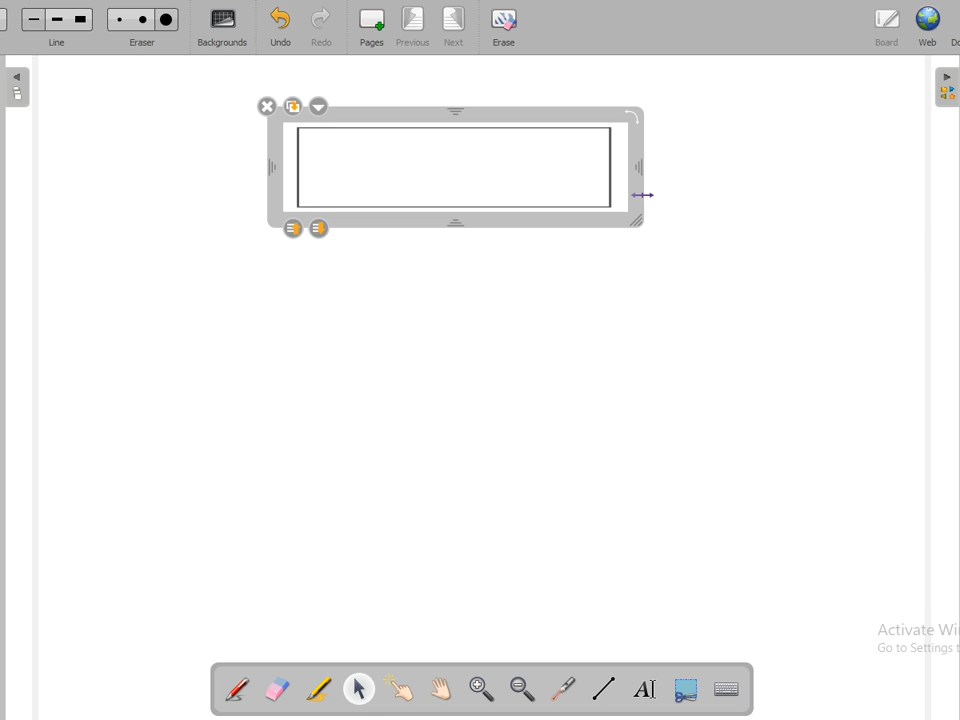 Line
Eraser
Backgrounds
Undo
Redo
Pages
Previous
Next
Erase
Board
Web
Activate Wi
Go to Settings t
A